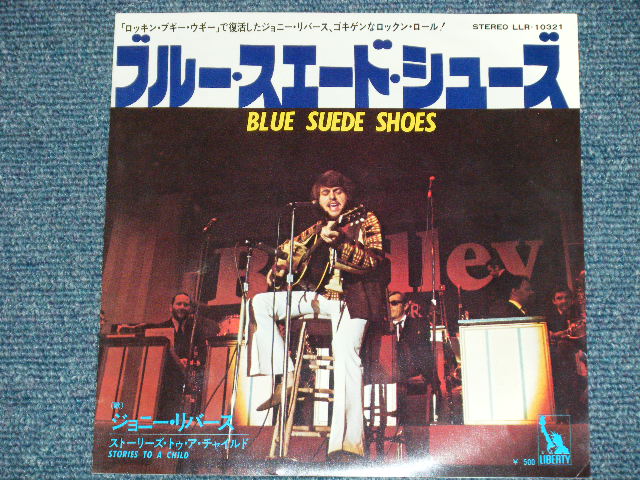 「ロッキン・ブギー・ウギー」で復活したジョニー・リバース、ゴキゲンなロックン・ロール!
STEREO LLR-10321
ブルー・スエード・シューズ
BLUE SUEDE SHOES
lley
ジョニー・リバース
ストーリーズ・トゥ・ア・チャイルド
STORIES TO A CHILD
¥ 500
LIBERTY